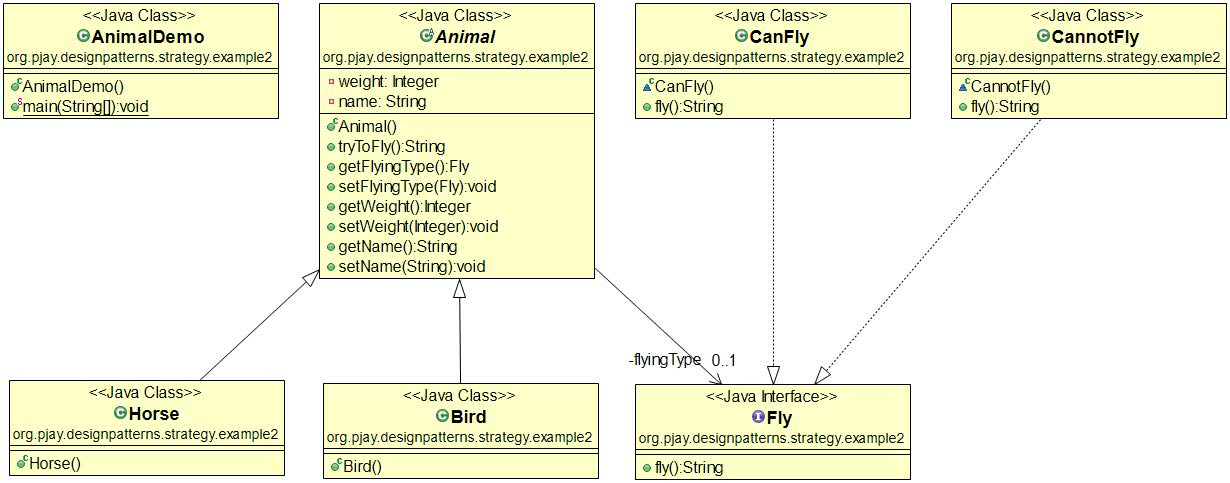 <<Java Class>>
AnimalDemo
org.pjay.designpatterns.strategy.example2
AnimalDemo()
main(String[]):void
<<Java Class>>
Animal
org.pjay.designpatterns.strategy.example2
weight: Integer
name: String
Animal()
tryToFly():String
getFlyingType():Fly
setFlyingType(Fly):void
getWeight():Integer
setWeight(Integer):void
getName():String
setName(String):void
<<Java Class>>
CanFly
org.pjay.designpatterns.strategy.example2
CanFly()
fly():String
<<Java Class>>
CannotFly
org.pjay.designpatterns.strategy.example2
CannotFly()
fly():String
-flyingType 0..1
<<Java Class>>
Horse
org.pjay.designpatterns.strategy.example2
Horse()
<<Java Class>>
Bird
org.pjay.designpatterns.strategy.example2
Bird()
<<Java Interface>>
Fly
org.pjay.designpatterns.strategy.example2
fly():String